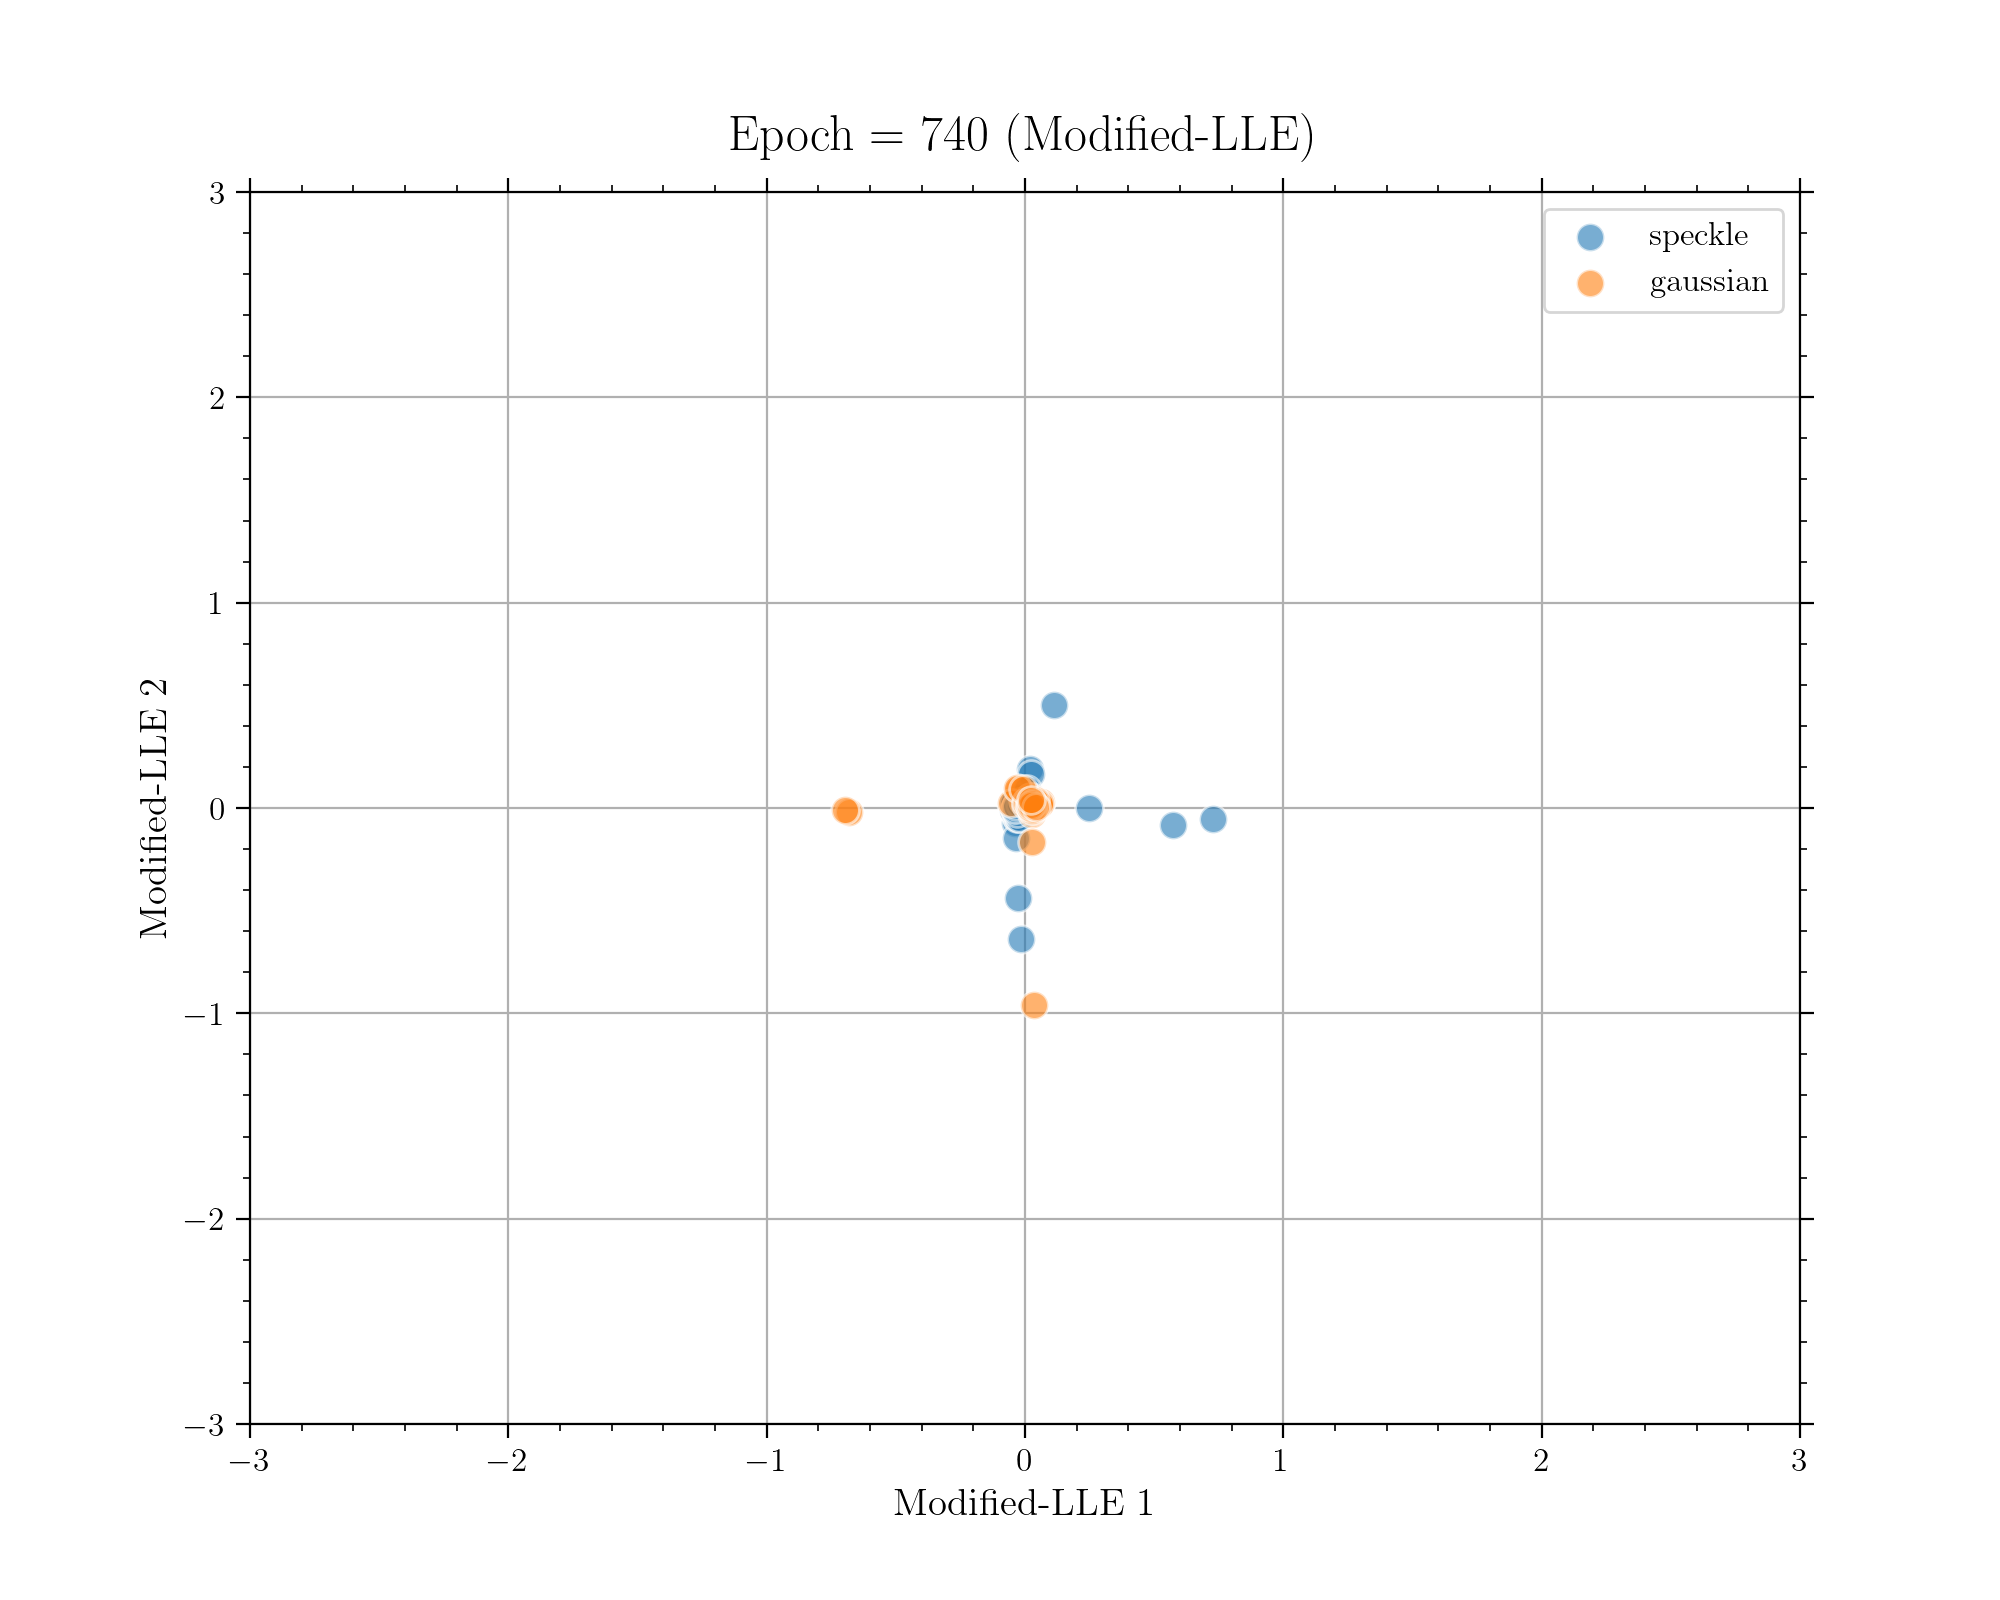 Epoch = 740 (Modified-LLE)
speckle
gaussian
3
2
1
0
−1
−2
−3
−3 −2 −1 0 1 2 3
Modified-LLE 1
Modified-LLE 2